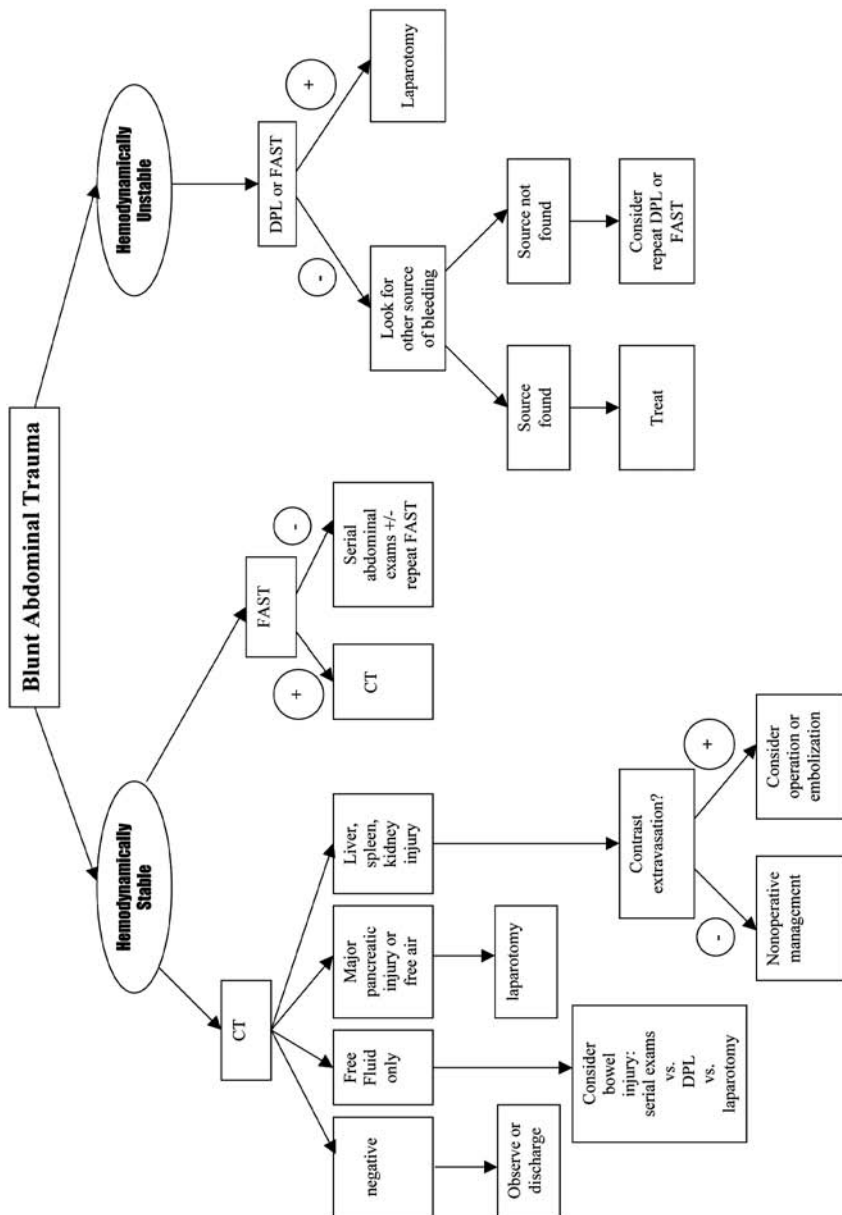 Blunt Abdominal Trauma
Hemodynamically
Stable
Hemodynamically
Unstable
CT
FAST
DPL or FAST
+
-
-
+
negative
Free
Fluid
only
Major
pancreatic
injury or
free air
Liver,
spleen,
kidney
injury
CT
Serial
abdominal
exams +/-
repeat FAST
Look for
other source
of bleeding
Laparotomy
Observe or
discharge
Consider
bowel
injury:
serial exams
vs.
DPL
vs.
laparotomy
laparotomy
Contrast
extravasation?
-
+
Nonoperative
management
Consider
operation or
embolization
Source
found
Source not
found
Treat
Consider
repeat DPL or
FAST